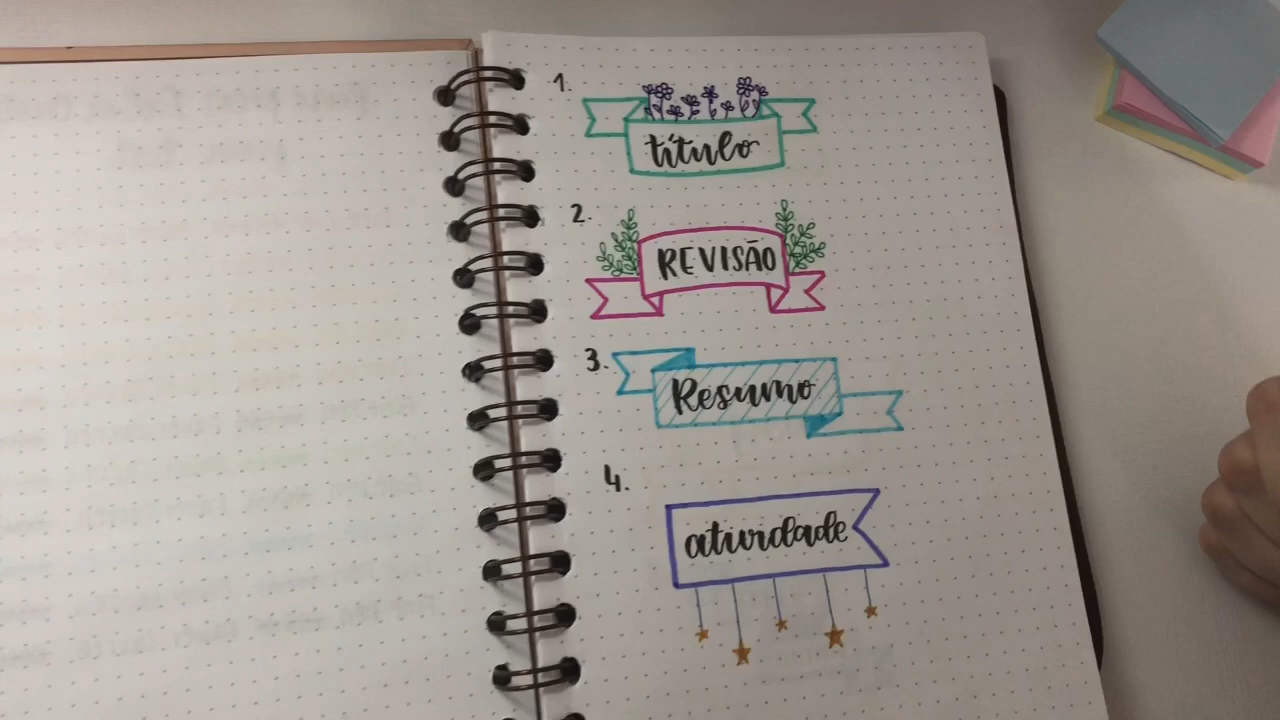 1.
título
2.
REVISÃO
3.
Resumo
4.
atividade